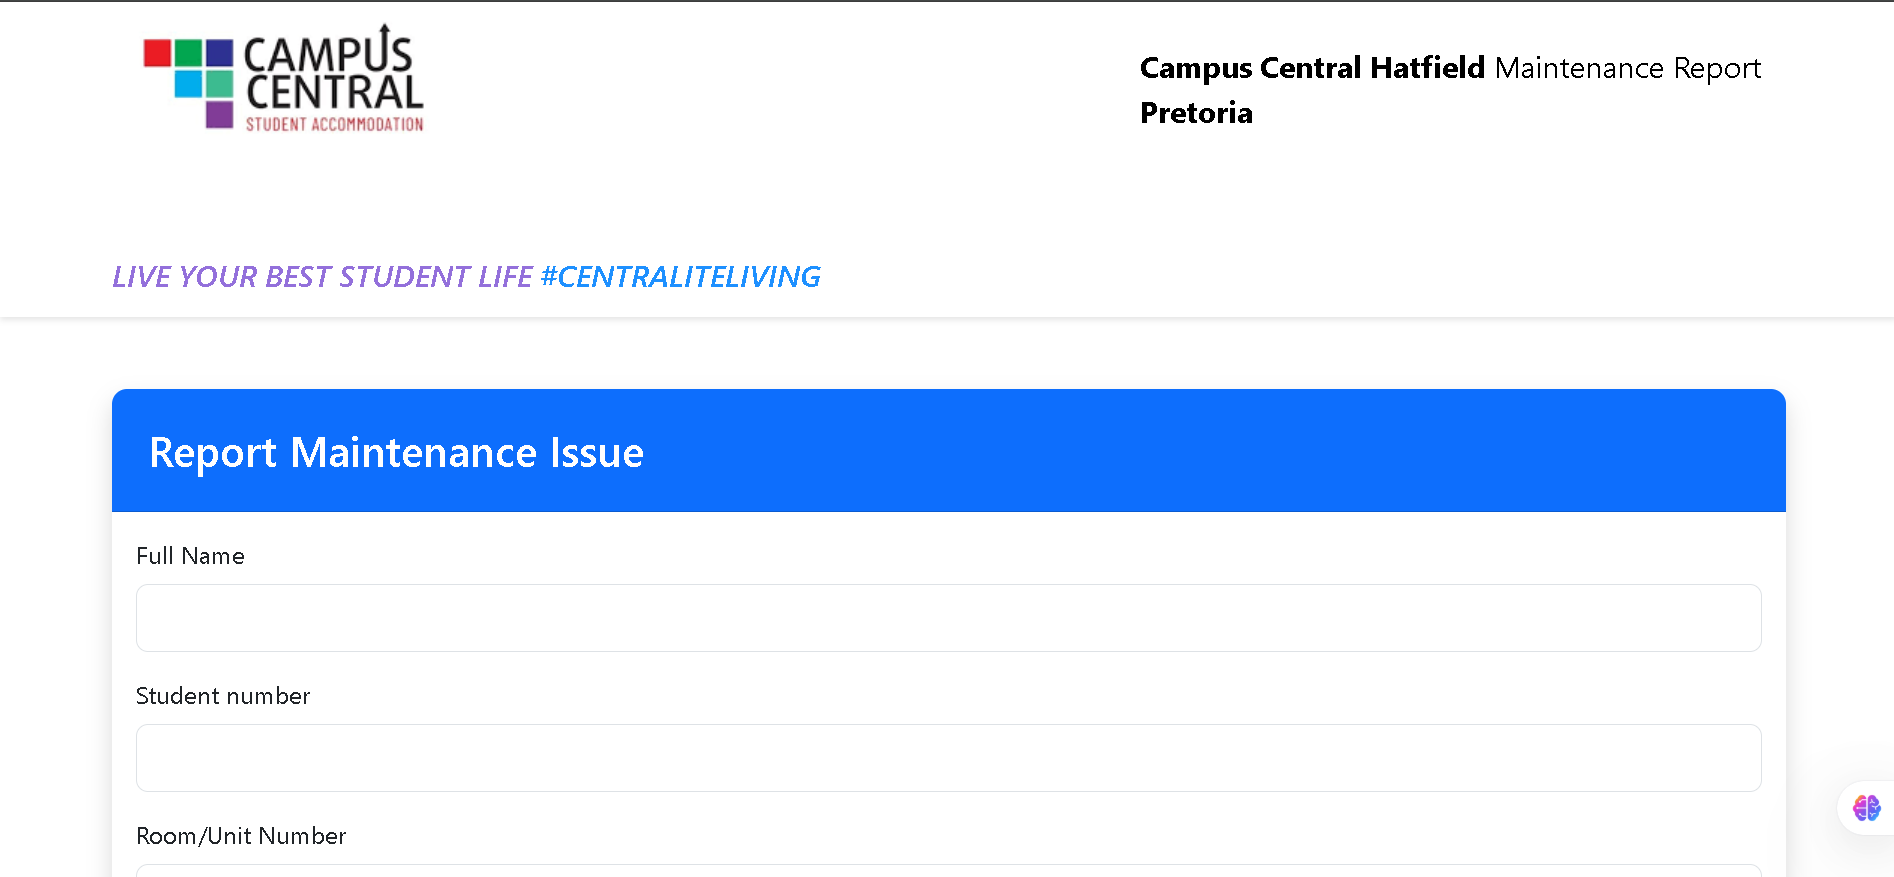 CAMPUS
CENTRAL
STUDENT ACCOMMODATION
Campus Central Hatfield Maintenance Report
Pretoria
LIVE YOUR BEST STUDENT LIFE #CENTRALITELIVING
Report Maintenance Issue
Full Name
Student number
Room/Unit Number